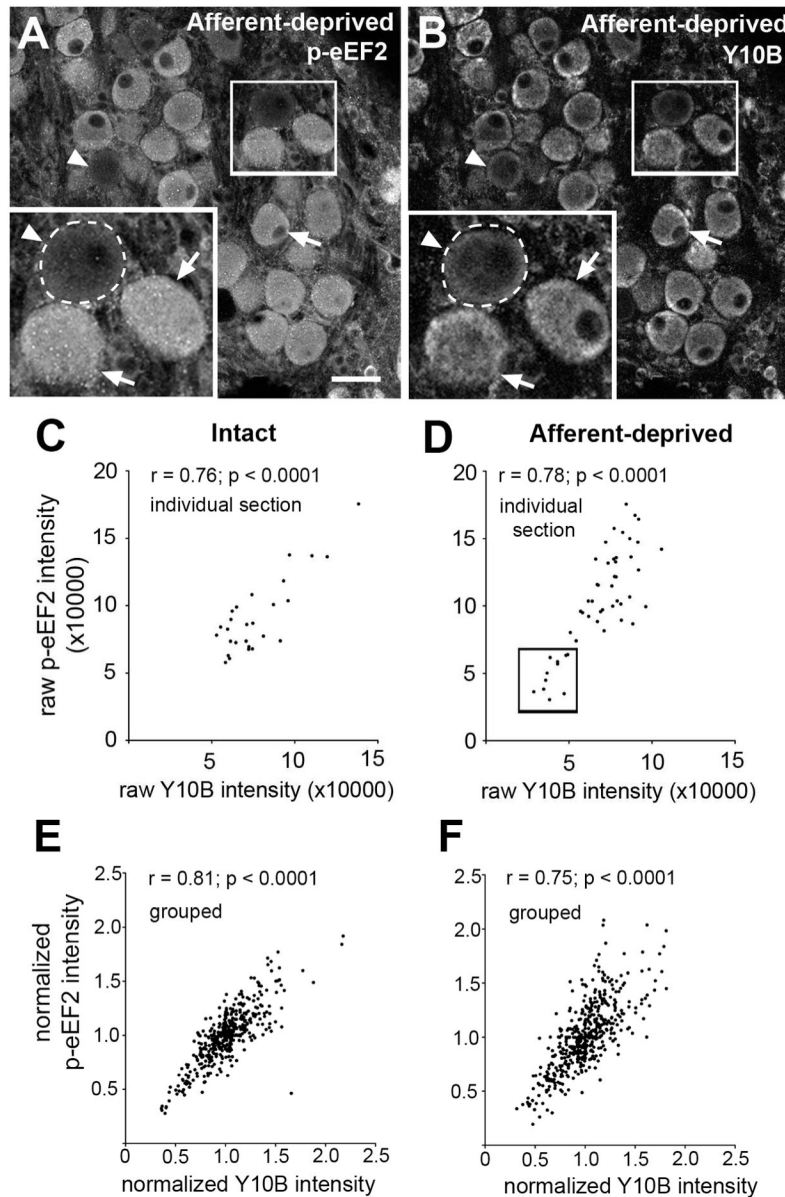 A
Afferent-deprived
p-eEF2
B
Afferent-deprived
Y10B
C
Intact
r = 0.76; p < 0.0001
individual section
20
15
10
5
0
5
10
15
raw p-eEF2 intensity
(x10000)
raw Y10B intensity (x10000)
D
Afferent-deprived
r = 0.78; p < 0.0001
individual
section
20
15
10
5
0
5
10
15
raw Y10B intensity (x10000)
E
r = 0.81; p < 0.0001
grouped
2.5
2.0
1.5
1.0
0.5
0
0.5
1.0
1.5
2.0
2.5
normalized
p-eEF2 intensity
normalized Y10B intensity
F
r = 0.75; p < 0.0001
grouped
2.5
2.0
1.5
1.0
0.5
0
0.5
1.0
1.5
2.0
2.5
normalized Y10B intensity